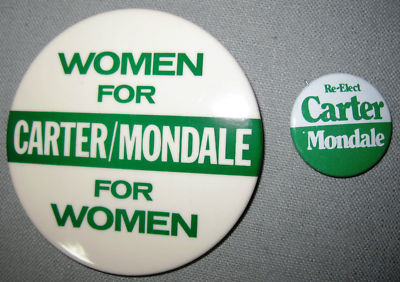 WOMEN
FOR
CARTER/MONDALE
FOR
WOMEN
Re-Elect
Carter
Mondale